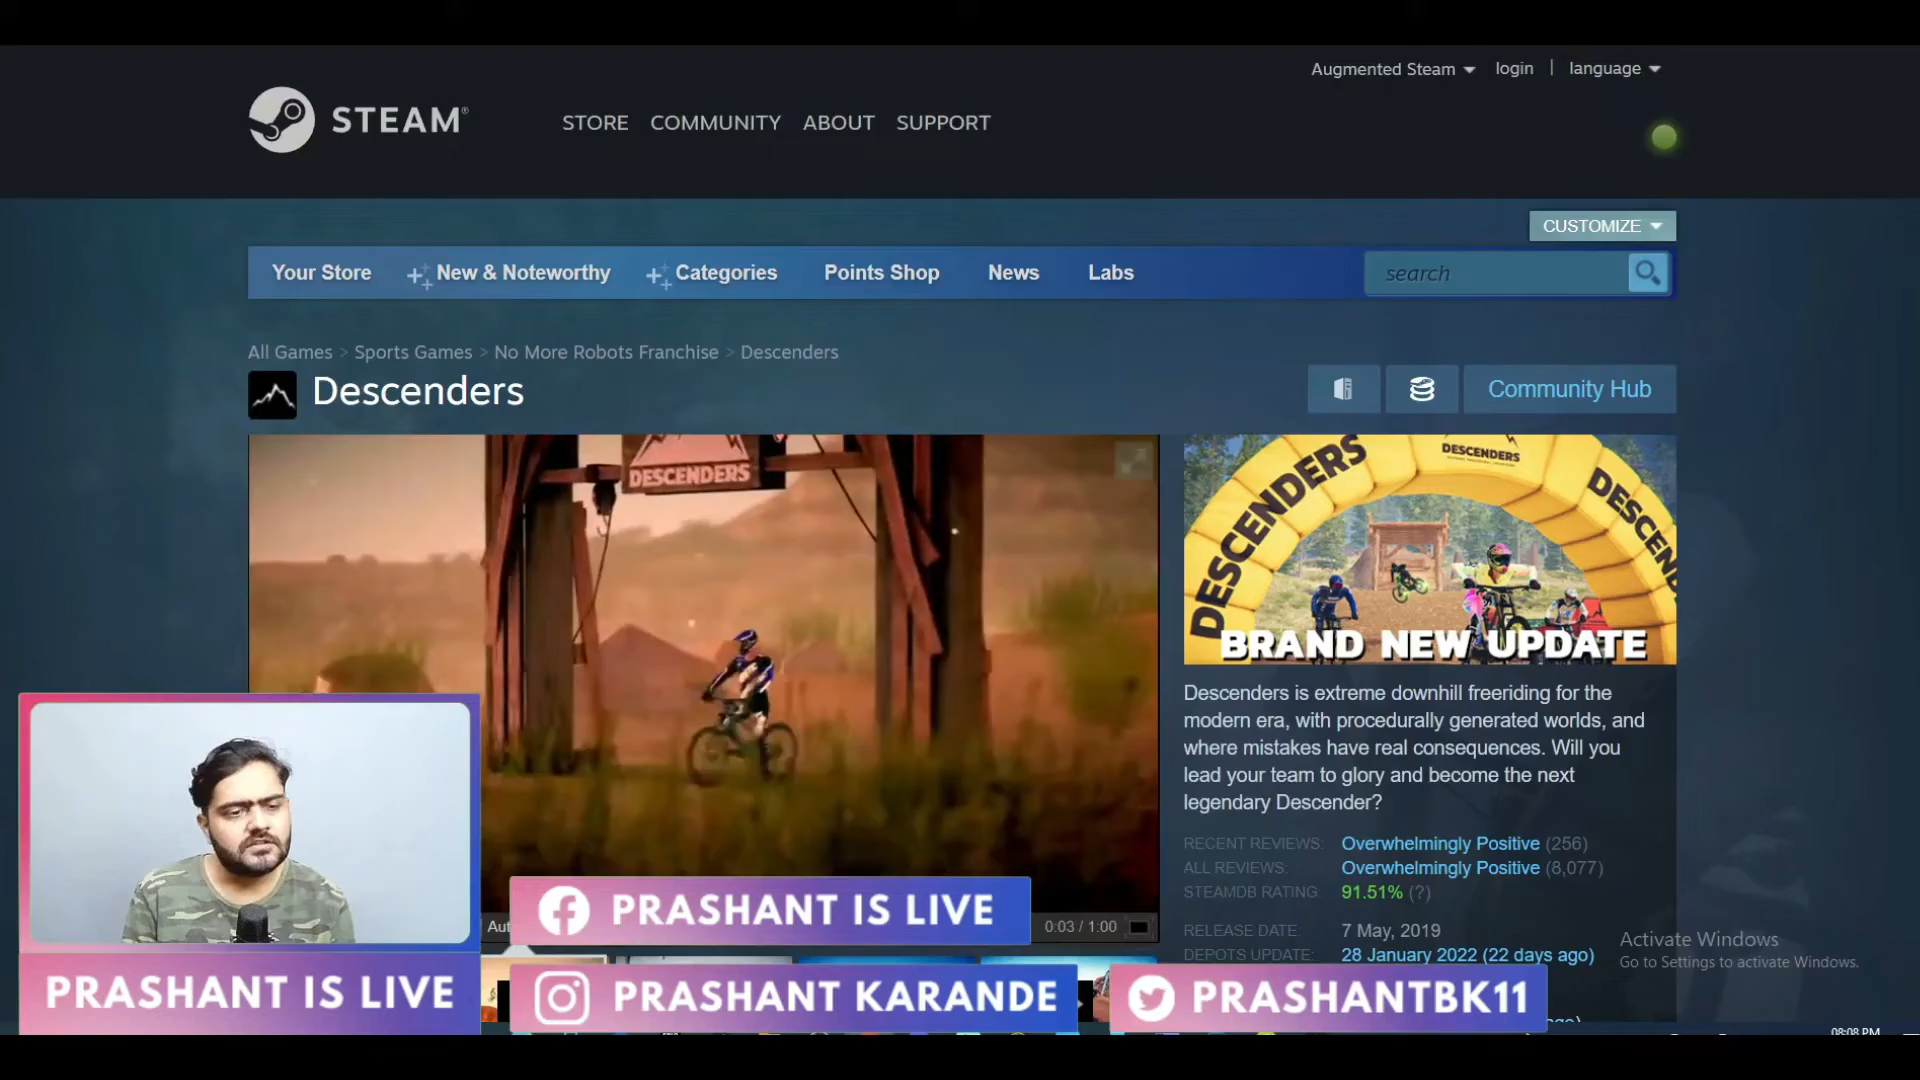 Augmented Steam login | language
STEAM®
STORE COMMUNITY ABOUT SUPPORT
CUSTOMIZE
Your Store New & Noteworthy Categories Points Shop News Labs
search
All Games > Sports Games > No More Robots Franchise > Descenders
Descenders
Community Hub
DESCENDERS
DESCENDERS
DESCENDERS
DESCENDERS
BRAND NEW UPDATE
Descenders is extreme downhill freeriding for the
modern era, with procedurally generated worlds, and
where mistakes have real consequences. Will you
lead your team to glory and become the next
legendary Descender?
RECENT REVIEWS: Overwhelmingly Positive (256)
ALL REVIEWS: Overwhelmingly Positive (8,077)
STEAMDB RATING: 91.51% (?)
RELEASE DATE: 7 May, 2019
DEPOTS UPDATE: 28 January 2022 (22 days ago)
0:03 / 1:00
Activate Windows
Go to Settings to activate Windows.
PRASHANT IS LIVE
PRASHANT IS LIVE
PRASHANT KARANDE
PRASHANTBK11
08:08 PM